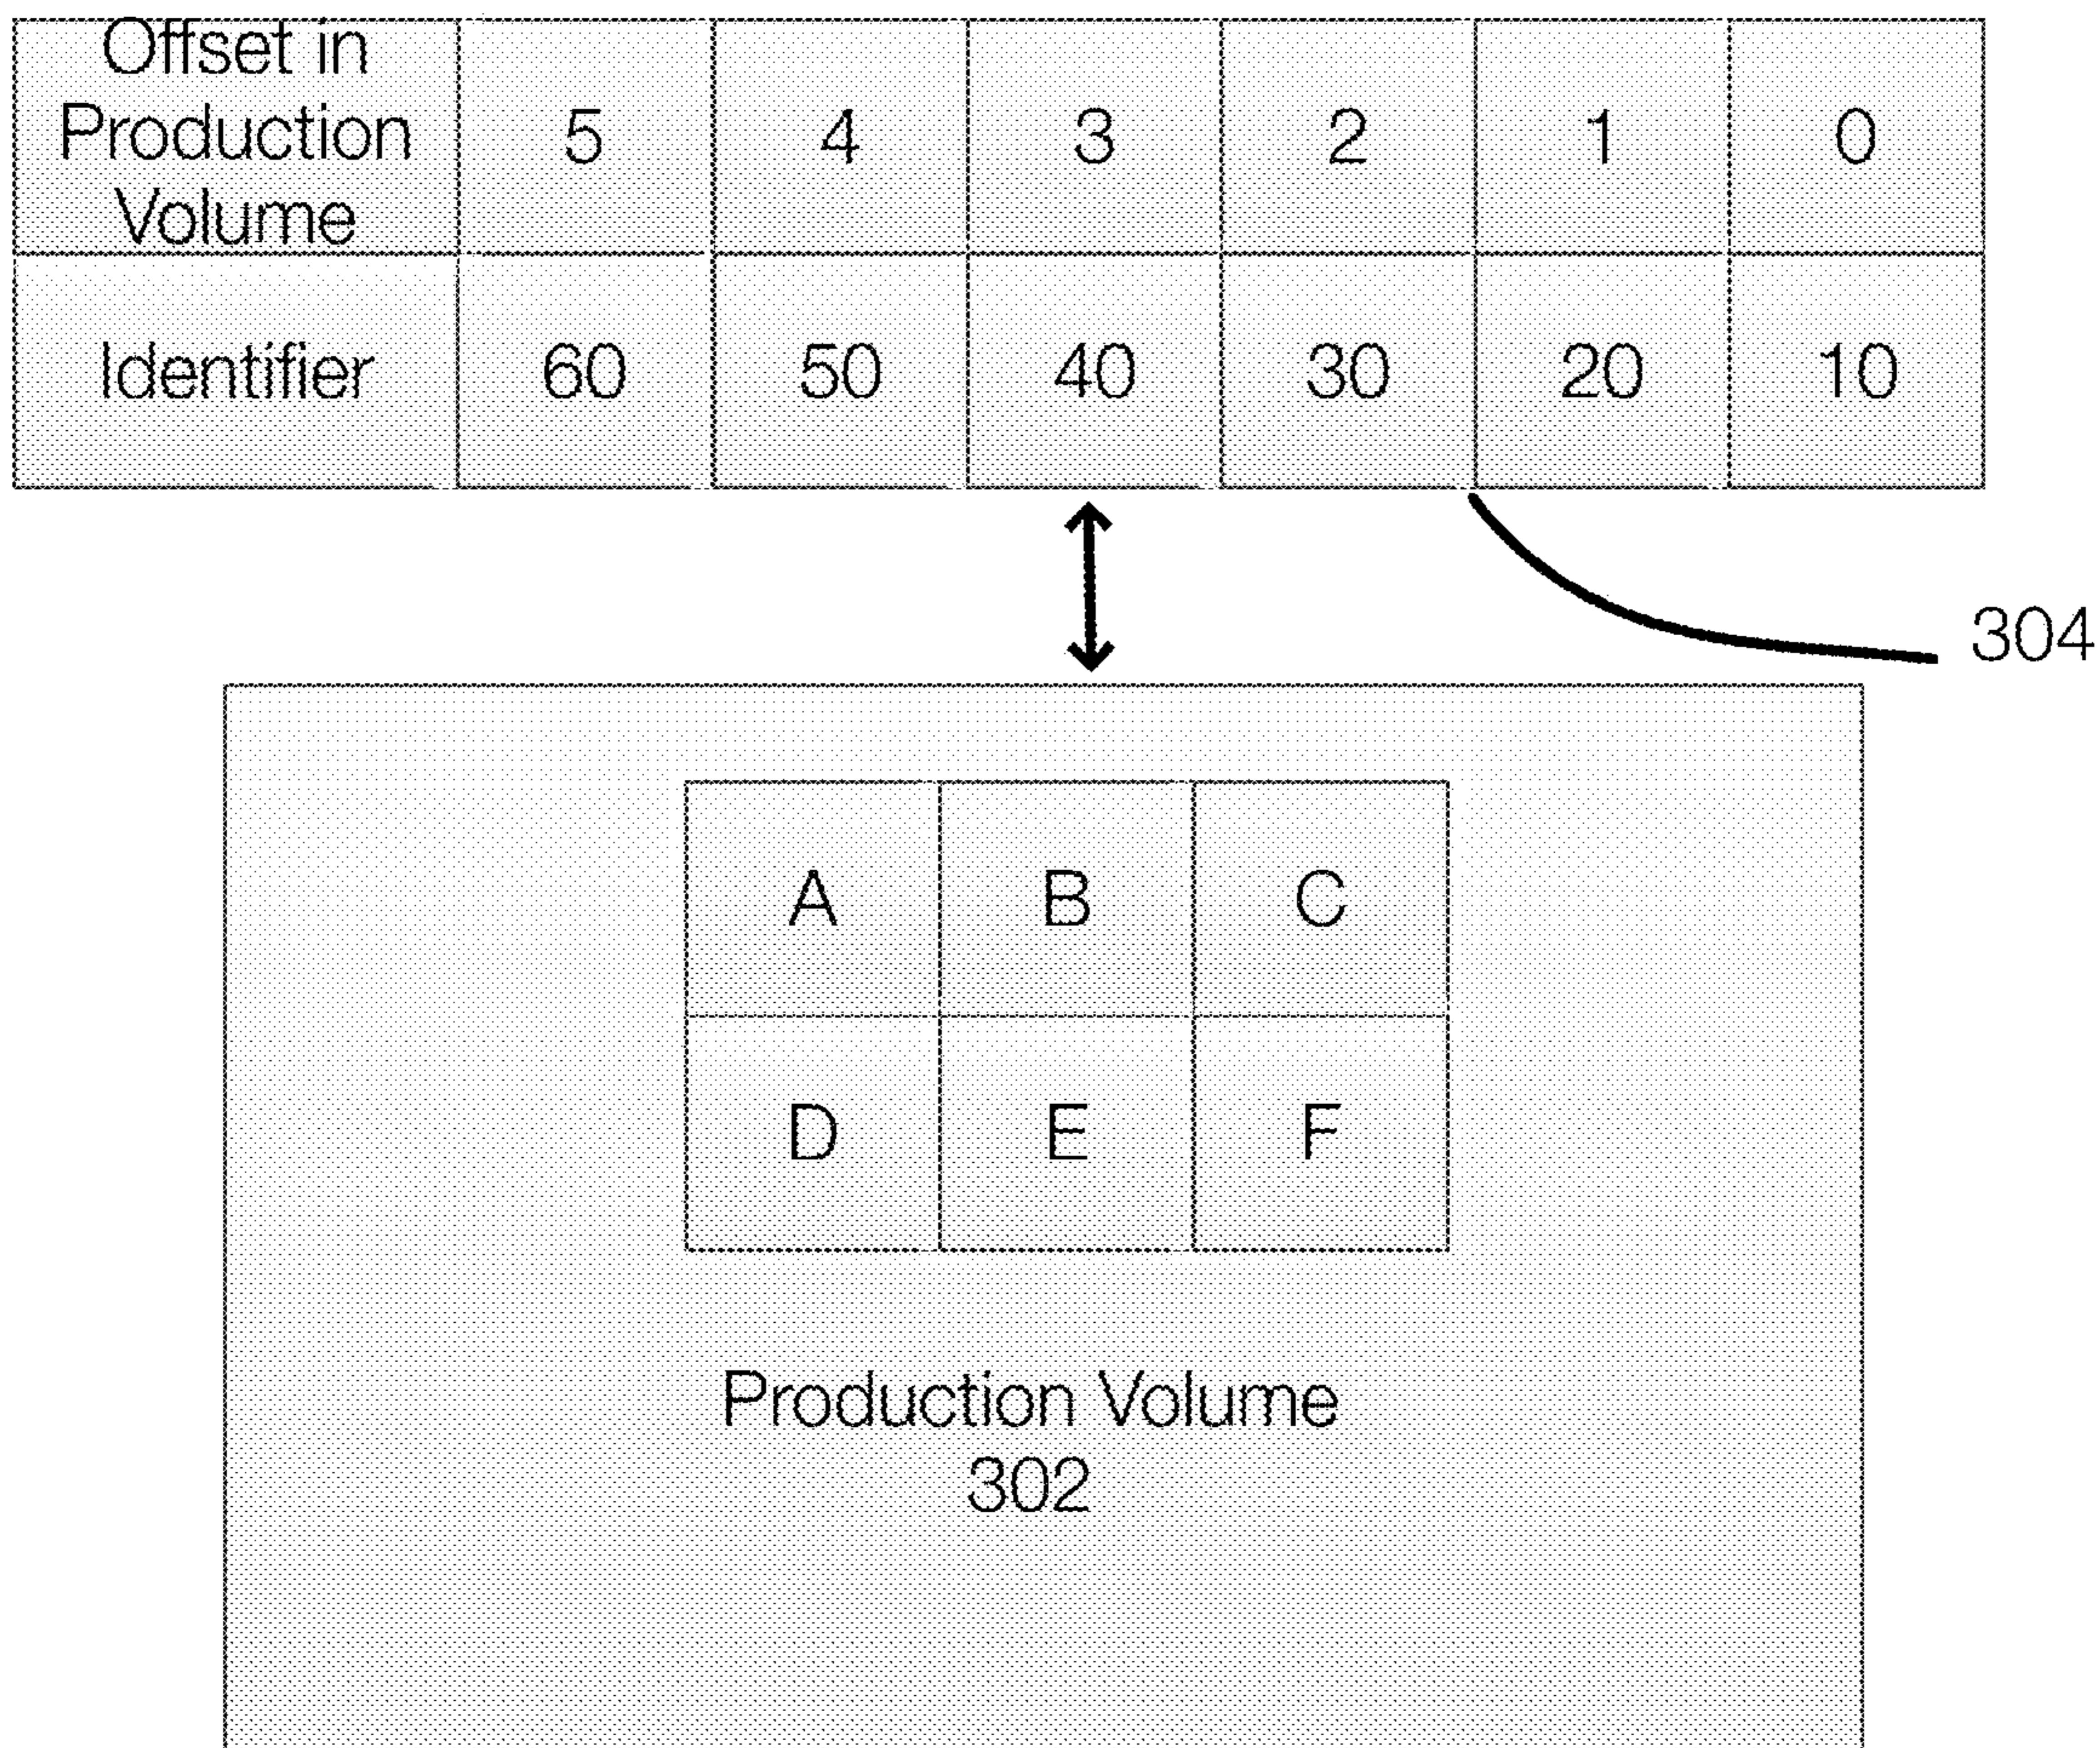 Offset in
Production
Volume
5 4 3 2 1 0
Identifier 60 50 40 30 20 10
304
A B C
D E F
Production Volume
302